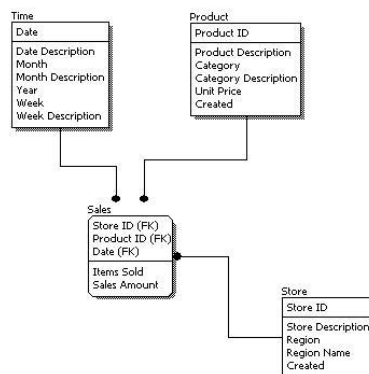 Time
Date
Date Description
Month
Month Description
Year
Week
Week Description
Product
Product ID
Product Description
Category
Category Description
Unit Price
Created
Sales
Store ID (FK)
Product ID (FK)
Date (FK)
Items Sold
Sales Amount
Store
Store ID
Store Description
Region
Region Name
Created